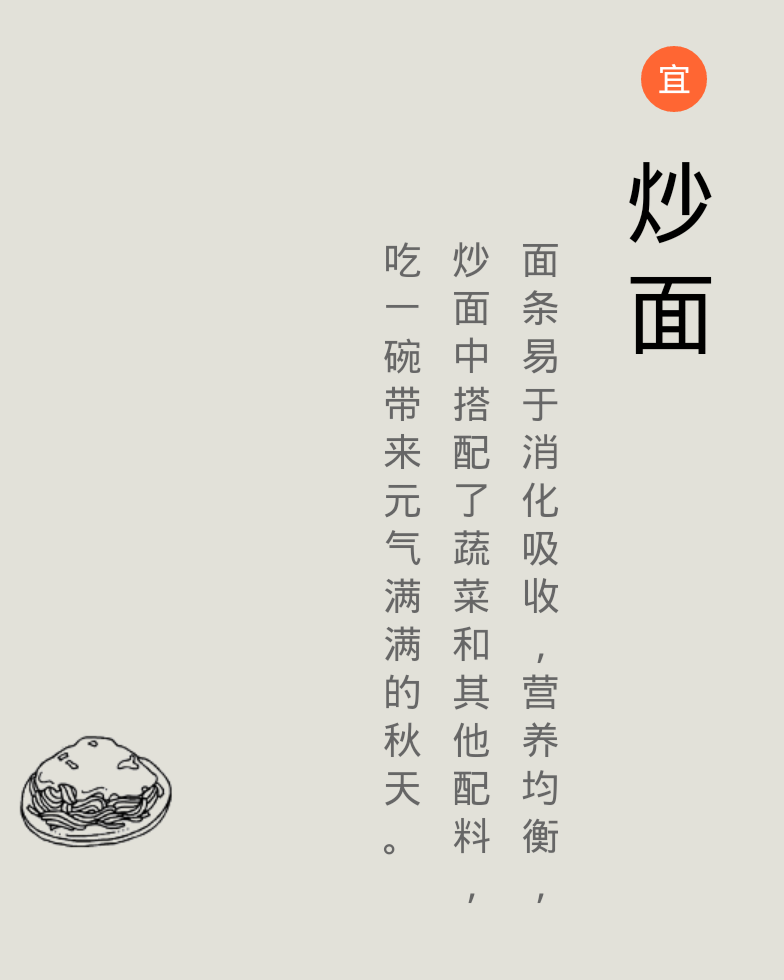 宜
炒面
面条易于消化吸收，营养均衡，
炒面中搭配了蔬菜和其他配料，
吃一碗带来元气满满的秋天。